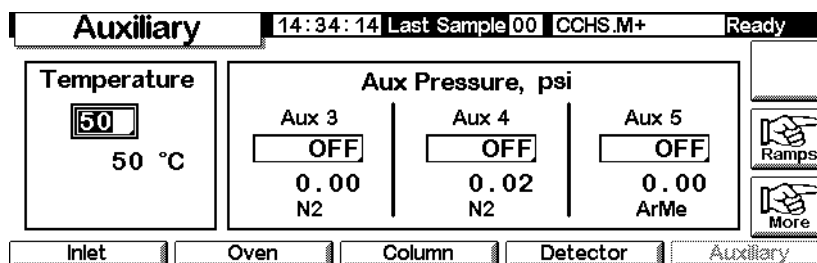 Auxiliary 14:34:14 Last Sample 00 CCHS.M+ Ready
Temperature
50
50 °C
Aux Pressure, psi
Aux 3 Aux 4 Aux 5
OFF OFF OFF
0.00 0.02 0.00
N2 N2 ArMe
Ramps
More
Inlet Oven Column Detector Auxiliary